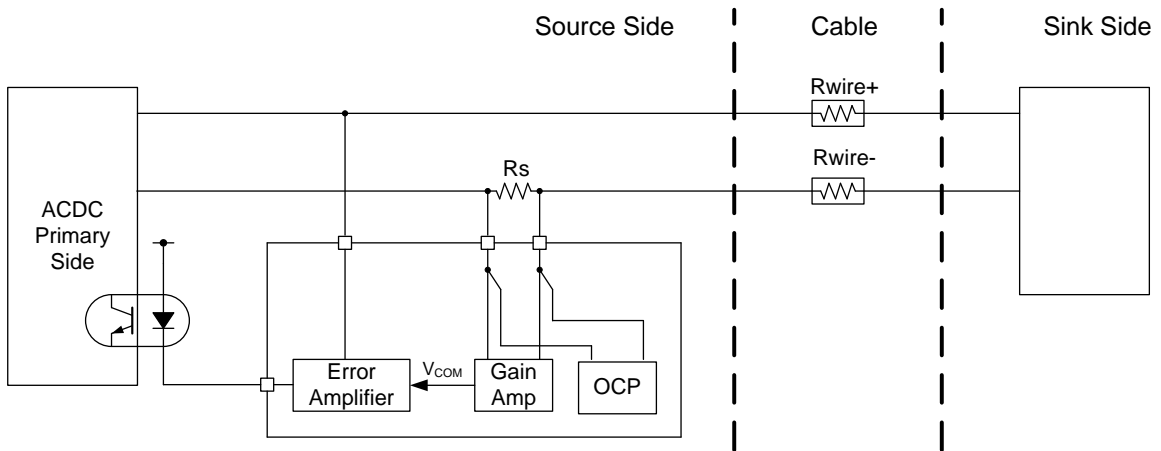 Source Side
Cable
Sink Side
Rwire+
Rwire-
Rs
ACDC
Primary
Side
Error
Amplifier
VCOM
Gain
Amp
OCP